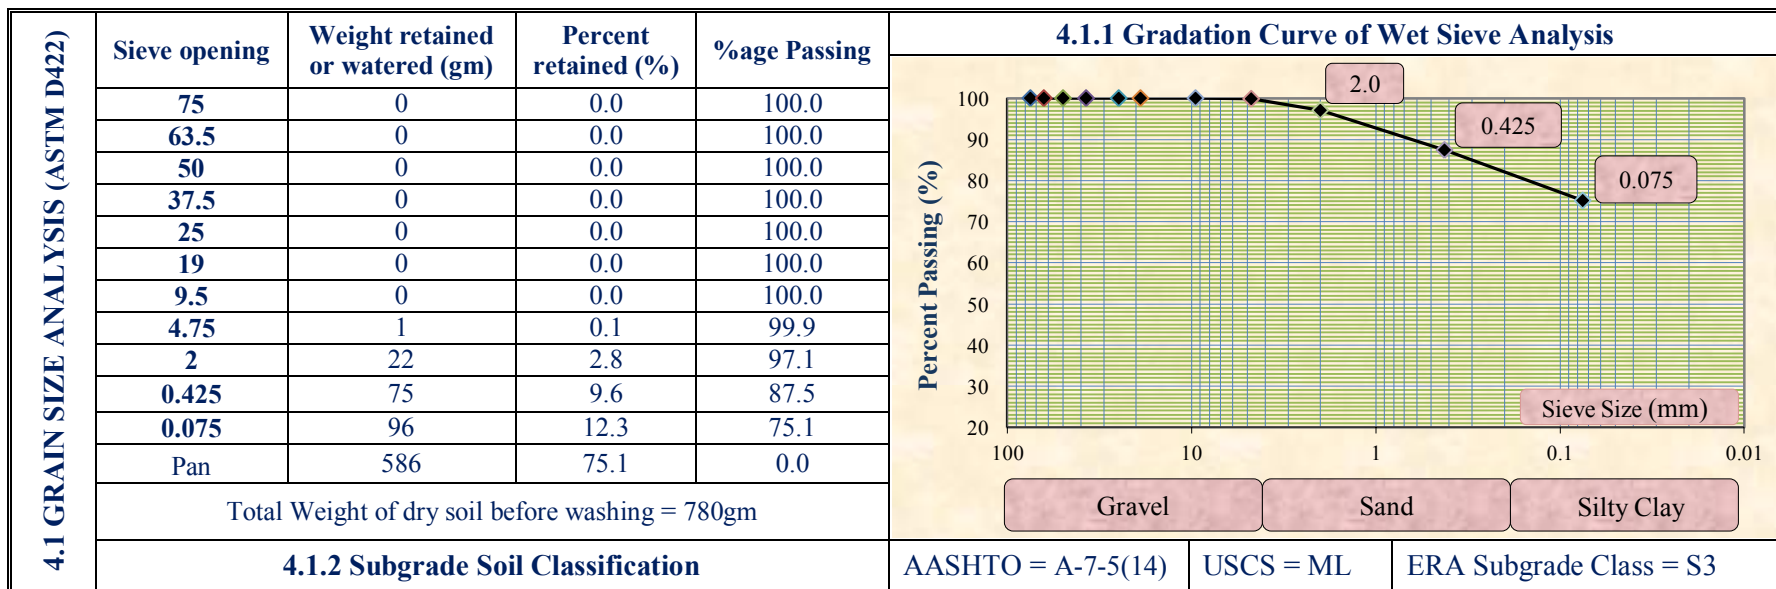 4.1 GRAIN SIZE ANALYSIS (ASTM D422)
Sieve opening
Weight retained
or watered (gm)
Percent
retained (%)
%age Passing
75 0 0.0 100.0
63.5 0 0.0 100.0
50 0 0.0 100.0
37.5 0 0.0 100.0
25 0 0.0 100.0
19 0 0.0 100.0
9.5 0 0.0 100.0
4.75 1 0.1 99.9
2 22 2.8 97.1
0.425 75 9.6 87.5
0.075 96 12.3 75.1
Pan 586 75.1 0.0
Total Weight of dry soil before washing = 780gm
4.1.1 Gradation Curve of Wet Sieve Analysis
Percent Passing (%)
100
90
80
70
60
50
40
30
20
2.0
0.425
0.075
Sieve Size (mm)
100 10 1 0.1 0.01
Gravel Sand Silty Clay
4.1.2 Subgrade Soil Classification
AASHTO = A-7-5(14) USCS = ML ERA Subgrade Class = S3